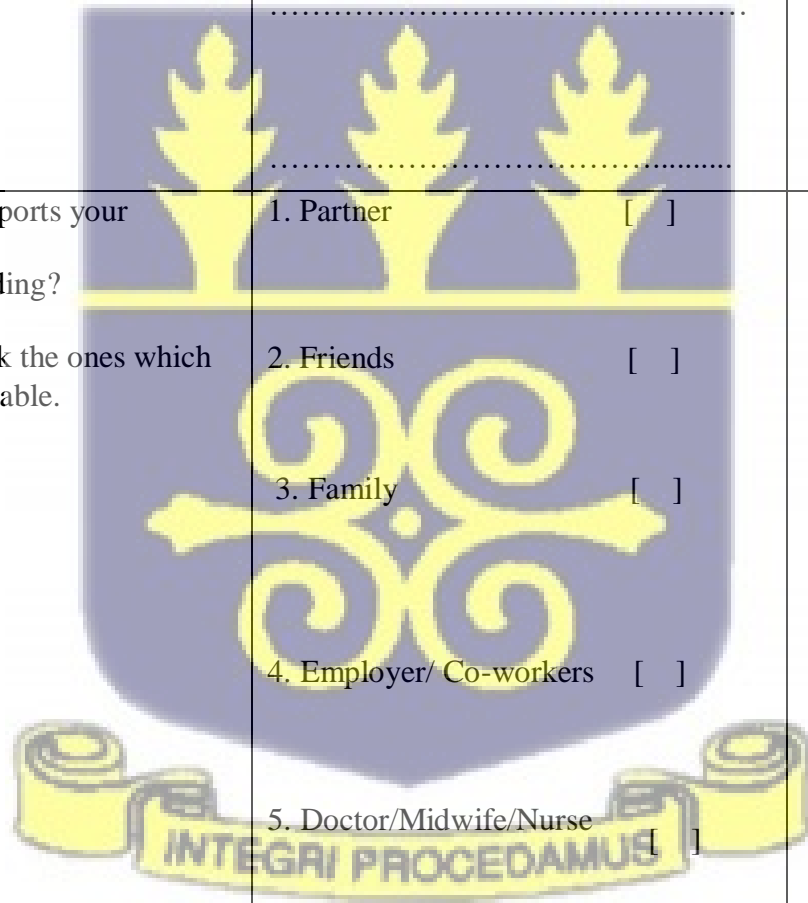 ……………………………………………
………………………………….........
ports your
ding?
k the ones which
able.
1. Partner [ ]
2. Friends [ ]
3. Family [ ]
4. Employer/ Co-workers [ ]
5. Doctor/Midwife/Nurse [ ]
INTEGRI PROCEDAMUS